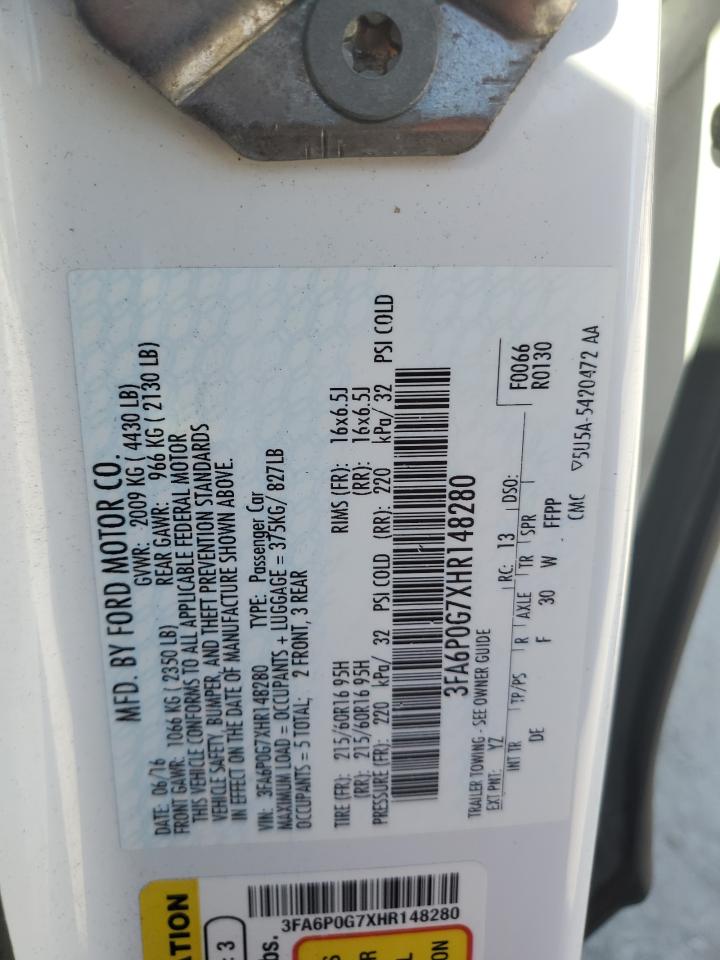 MFD. BY FORD MOTOR CO.
DATE: 06/16 GVWR: 2009 KG ( 4430 LB)
FRONT GAWR: 1066 KG ( 2350 LB) REAR GAWR: 966 KG ( 2130 LB)
THIS VEHICLE CONFORMS TO ALL APPLICABLE FEDERAL MOTOR
VEHICLE SAFETY, BUMPER, AND THEFT PREVENTION STANDARDS
IN EFFECT ON THE DATE OF MANUFACTURE SHOWN ABOVE.
VIN: 3FA6P0G7XHR148280 TYPE: Passenger Car
MAXIMUM LOAD = OCCUPANTS + LUGGAGE = 375KG/ 827LB
OCCUPANTS = 5 TOTAL; 2 FRONT, 3 REAR
TIRE (FR): 215/60R16 95H RIMS (FR): 16x6.5J
(RR): 215/60R16 95H (RR): 16x6.5J
PRESSURE (FR): 220 kPa/ 32 PSI COLD (RR): 220 kPa/ 32 PSI COLD
3FA6P0G7XHR148280
TRAILER TOWING - SEE OWNER GUIDE F0066
EXT PNT: YZ RC: 13 DSO: R0130
INT TR TP/PS R AXLE TR SPR
DE F 30 W FFPP
CMC ▽5U5A-5420472 AA
3FA6P0G7XHR148280
: 3